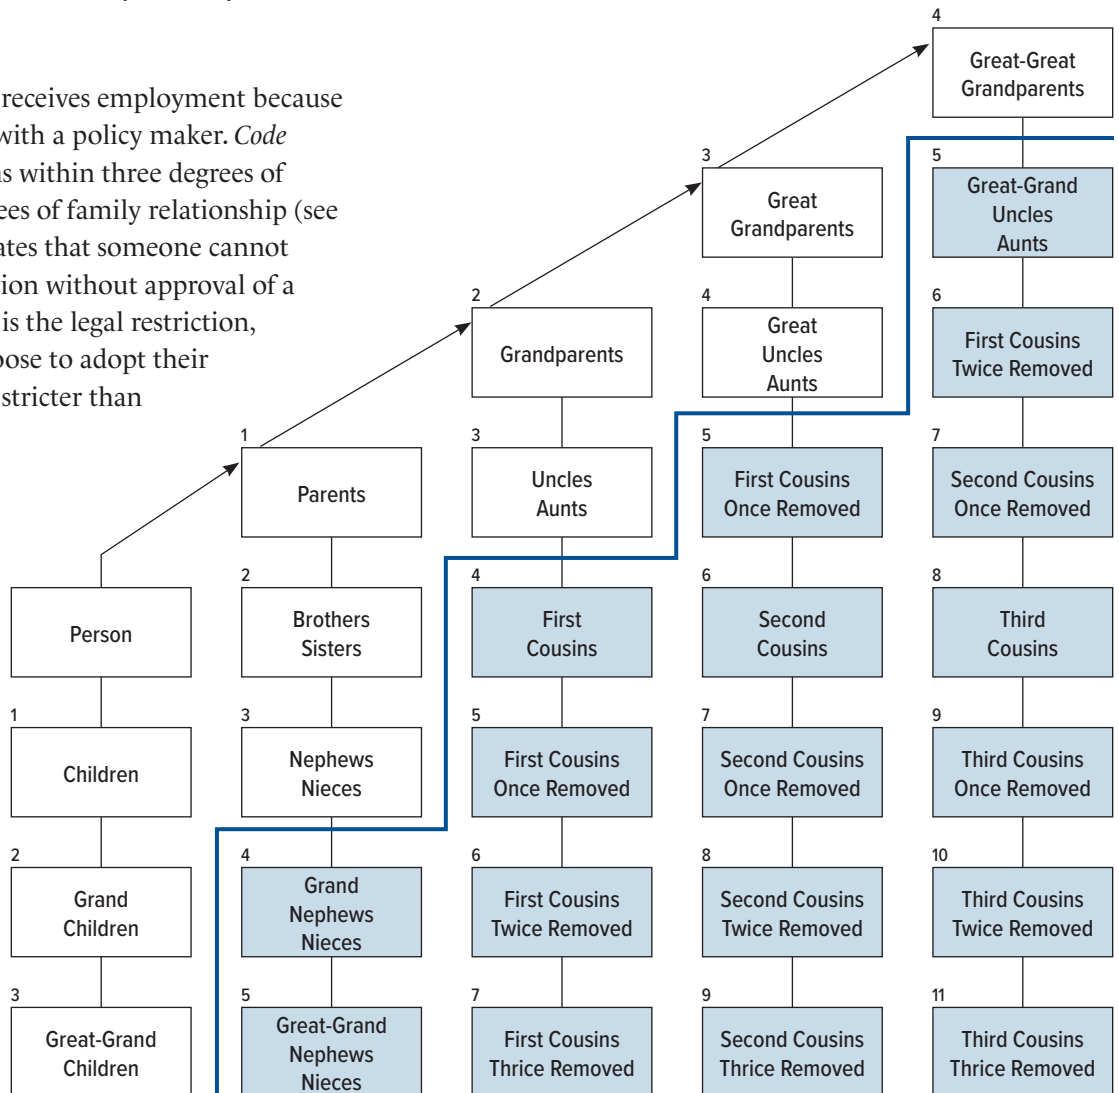 receives employment because
with a policy maker. Code
within three degrees of
of family relationship (see
that someone cannot
without approval of a
is the legal restriction,
to adopt their
stricter than
4
Great-Great
Grandparents
3
Great
Grandparents
5
Great-Grand
Uncles
Aunts
2
Grandparents
4
Great
Uncles
Aunts
6
First Cousins
Twice Removed
1
Parents
3
Uncles
Aunts
5
First Cousins
Once Removed
7
Second Cousins
Once Removed
Person
2
Brothers
Sisters
4
First
Cousins
6
Second
Cousins
8
Third
Cousins
1
Children
3
Nephews
Nieces
5
First Cousins
Once Removed
7
Second Cousins
Once Removed
9
Third Cousins
Once Removed
2
Grand
Children
4
Grand
Nephews
Nieces
6
First Cousins
Twice Removed
8
Second Cousins
Twice Removed
10
Third Cousins
Twice Removed
3
Great-Grand
Children
5
Great-Grand
Nephews
Nieces
7
First Cousins
Thrice Removed
9
Second Cousins
Thrice Removed
11
Third Cousins
Thrice Removed